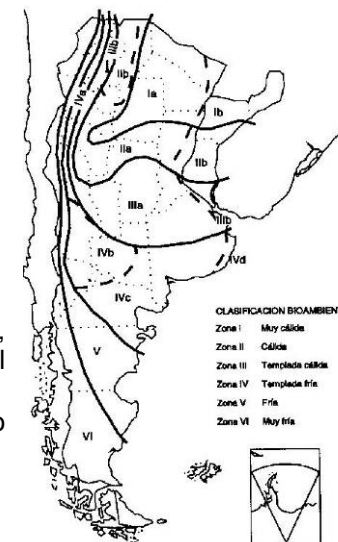 IIIb
IIb
IVa
Ia
Ib
IIa
IIb
IIIa
IIIb
IVb
IVd
IVc
V
VI
CLASIFICACION BIOAMBIEN
Zona I Muy cálida
Zona II Cálida
Zona III Templada cálida
Zona IV Templada fría
Zona V Fría
Zona VI Muy fría
,
l
o